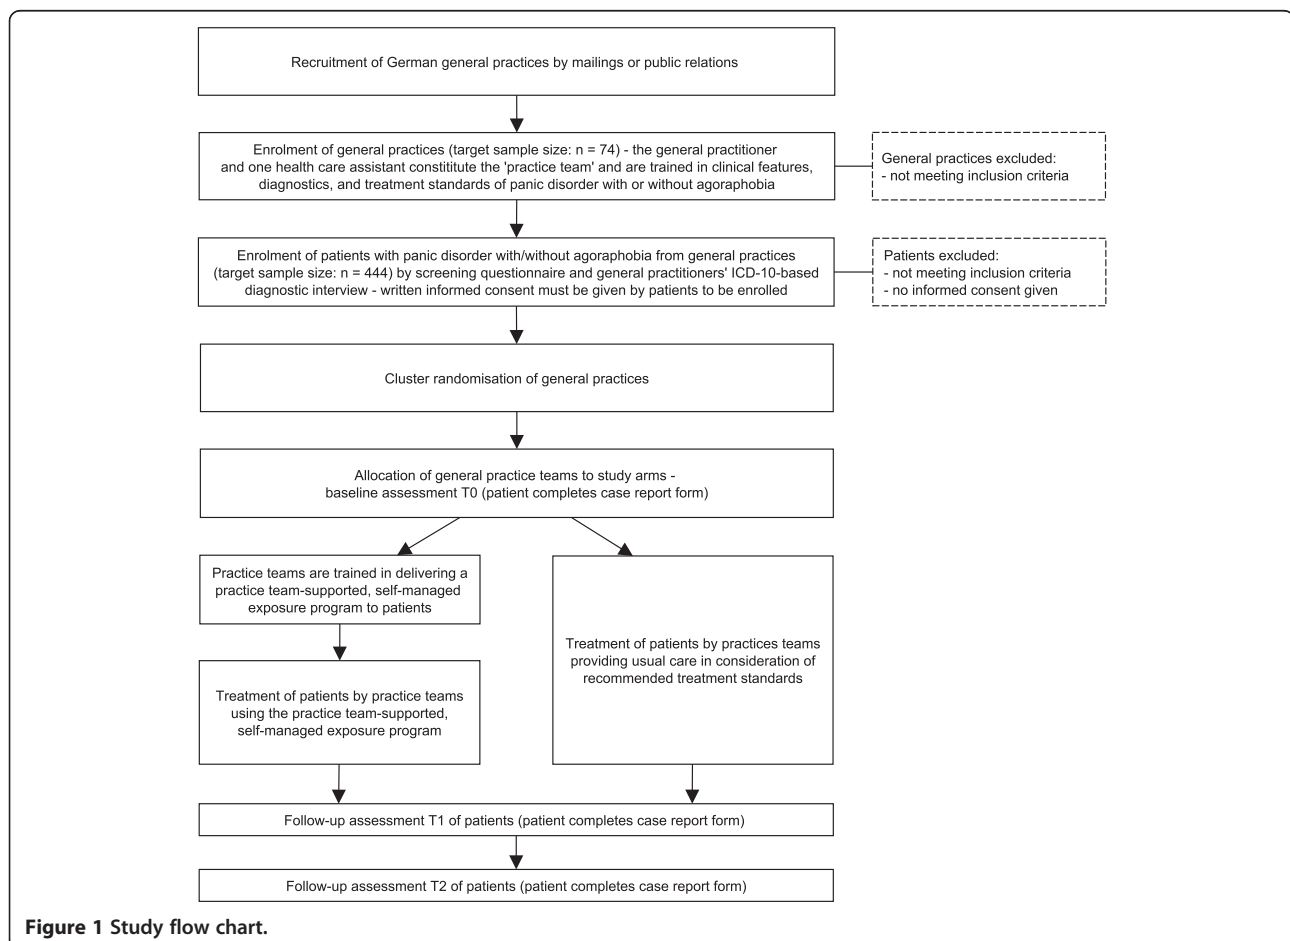 Recruitment of German general practices by mailings or public relations
Enrolment of general practices (target sample size: n = 74) - the general practitioner
and one health care assistant constitute the 'practice team' and are trained in clinical features,
diagnostics, and treatment standards of panic disorder with or without agoraphobia
General practices excluded:
- not meeting inclusion criteria
Enrolment of patients with panic disorder with/without agoraphobia from general practices
(target sample size: n = 444) by screening questionnaire and general practitioners' ICD-10-based
diagnostic interview - written informed consent must be given by patients to be enrolled
Patients excluded:
- not meeting inclusion criteria
- no informed consent given
Cluster randomisation of general practices
Allocation of general practice teams to study arms -
baseline assessment T0 (patient completes case report form)
Practice teams are trained in delivering a
practice team-supported, self-managed
exposure program to patients
Treatment of patients by practice teams
using the practice team-supported,
self-managed exposure program
Treatment of patients by practices teams
providing usual care in consideration of
recommended treatment standards
Follow-up assessment T1 of patients (patient completes case report form)
Follow-up assessment T2 of patients (patient completes case report form)
Figure 1 Study flow chart.